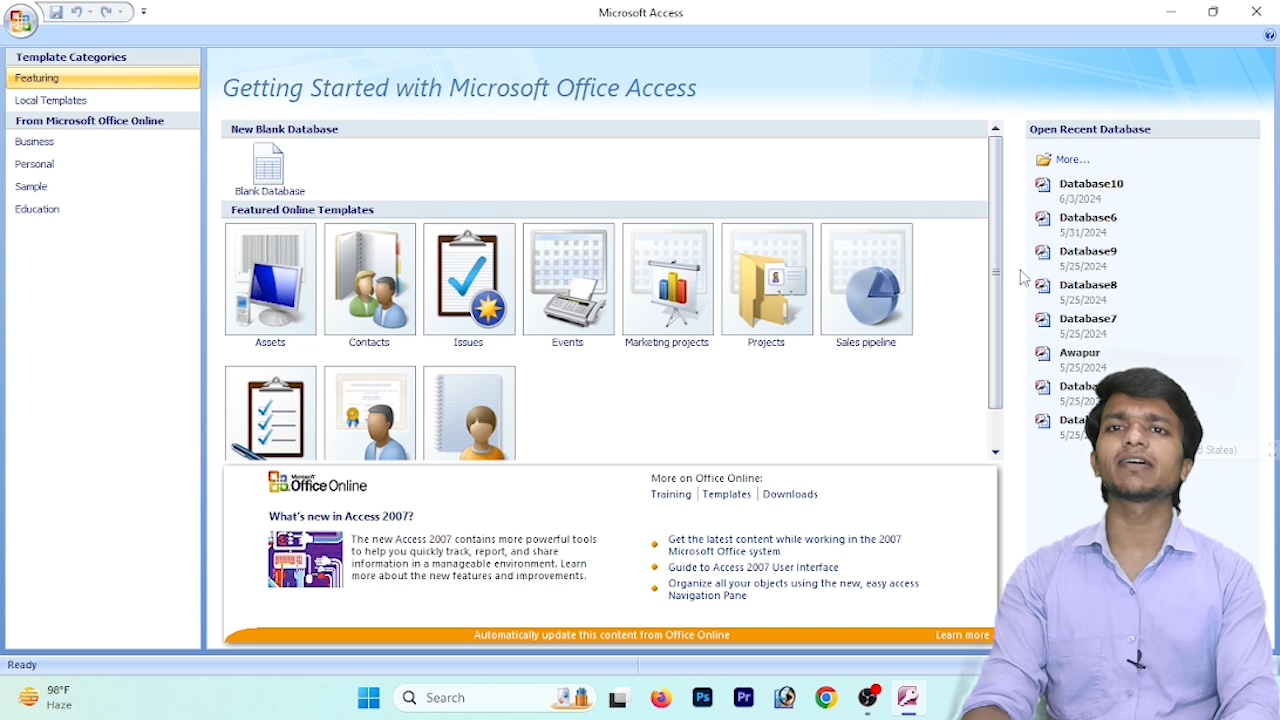 Microsoft Access
Template Categories
Featuring
Local Templates
From Microsoft Office Online
Business
Personal
Sample
Education
Getting Started with Microsoft Office Access
New Blank Database
Blank Database
Featured Online Templates
Assets
Contacts
Issues
Events
Marketing projects
Projects
Sales pipeline
Microsoft
Office Online
What's new in Access 2007?
The new Access 2007 contains more powerful tools
to help you quickly track, report, and share
information in a manageable environment. Learn
more about the new features and improvements.
More on Office Online:
Training | Templates | Downloads
Get the latest content while working in the 2007
Microsoft Office system
Guide to Access 2007 User Interface
Organize all your objects using the new, easy access
Navigation Pane
Automatically update this content from Office Online
Learn more
Open Recent Database
More...
Database10
6/3/2024
Database6
5/31/2024
Database9
5/25/2024
Database8
5/25/2024
Database7
5/25/2024
Awapur
5/25/2024
States)
Ready
98°F
Haze
Search
Ps
Pr